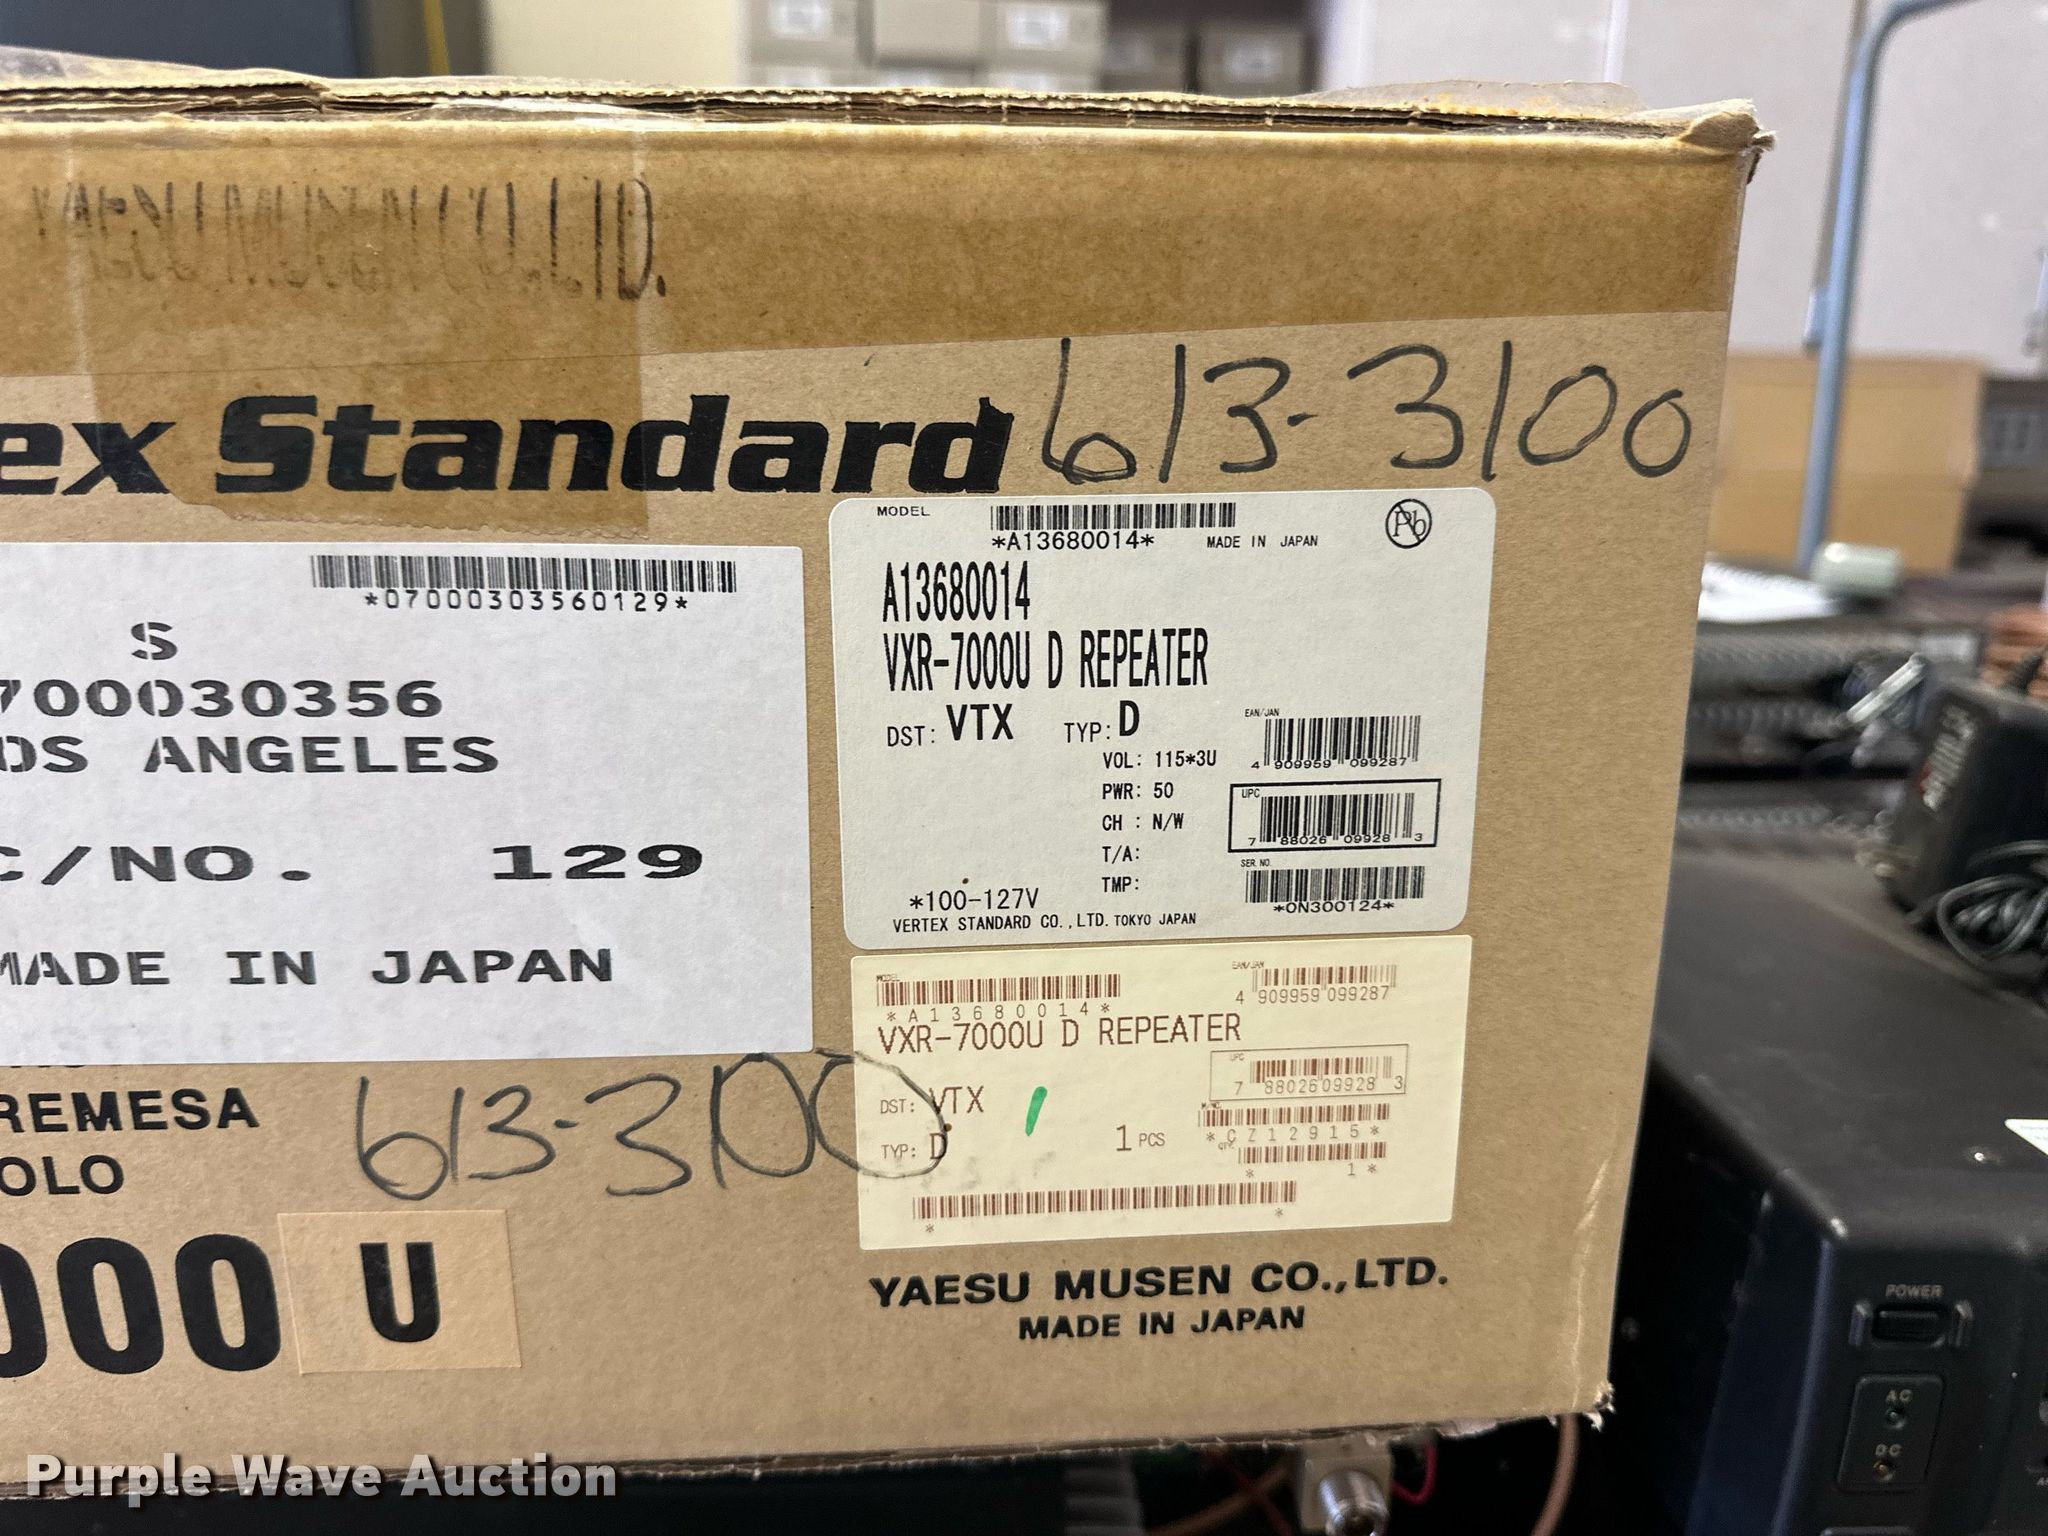 YAESU MUSEN CO.,LTD.
ex Standard
613-3100
*07000303560129*
S
700030356
OS ANGELES
C/NO. 129
MADE IN JAPAN
MODEL
*A13680014*
MADE IN JAPAN
Pb
A13680014
VXR-7000U D REPEATER
DST: VTX TYP: D
EAN/JAN
4 909959 099287
VOL: 115*3U
PWR: 50
CH : N/W
T/A:
TMP:
UPC
7 88026 09928 3
SER. NO.
*0N300124*
*100-127V
VERTEX STANDARD CO.,LTD. TOKYO JAPAN
MODEL
*A13680014*
EAN/JAN
4 909959 099287
VXR-7000U D REPEATER
UPC
7 88026 09928 3
DST: VTX
TYP: D
1 PCS
*CZ12915*
QTY
* 1 *
* *
REMESA
OLO
613-3100
000 U
YAESU MUSEN CO.,LTD.
MADE IN JAPAN
POWER
AC
DC
Purple Wave Auction